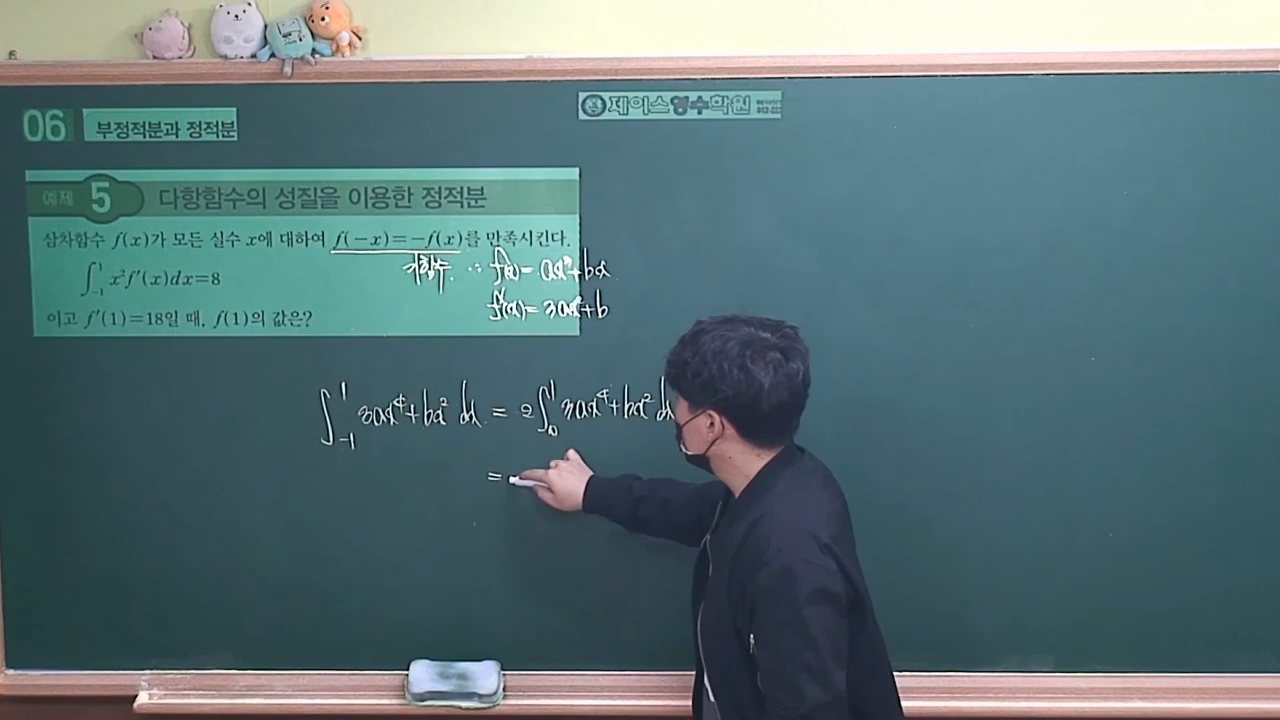 06 부정적분과 정적분
제이스영수학원
예제 5 다항함수의 성질을 이용한 정적분
삼차함수 f(x)가 모든 실수 x에 대하여 f(−x)=−f(x)를 만족시킨다.
기함수. ∴ f(x)= ax³+bx
∫₋₁¹ x²f′(x)dx=8
f′(x)= 3ax²+b
이고 f′(1)=18일 때, f(1)의 값은?
∫₋₁¹ 3ax⁴+bx² dx = 2∫₀¹ 3ax⁴+bx² dx
=